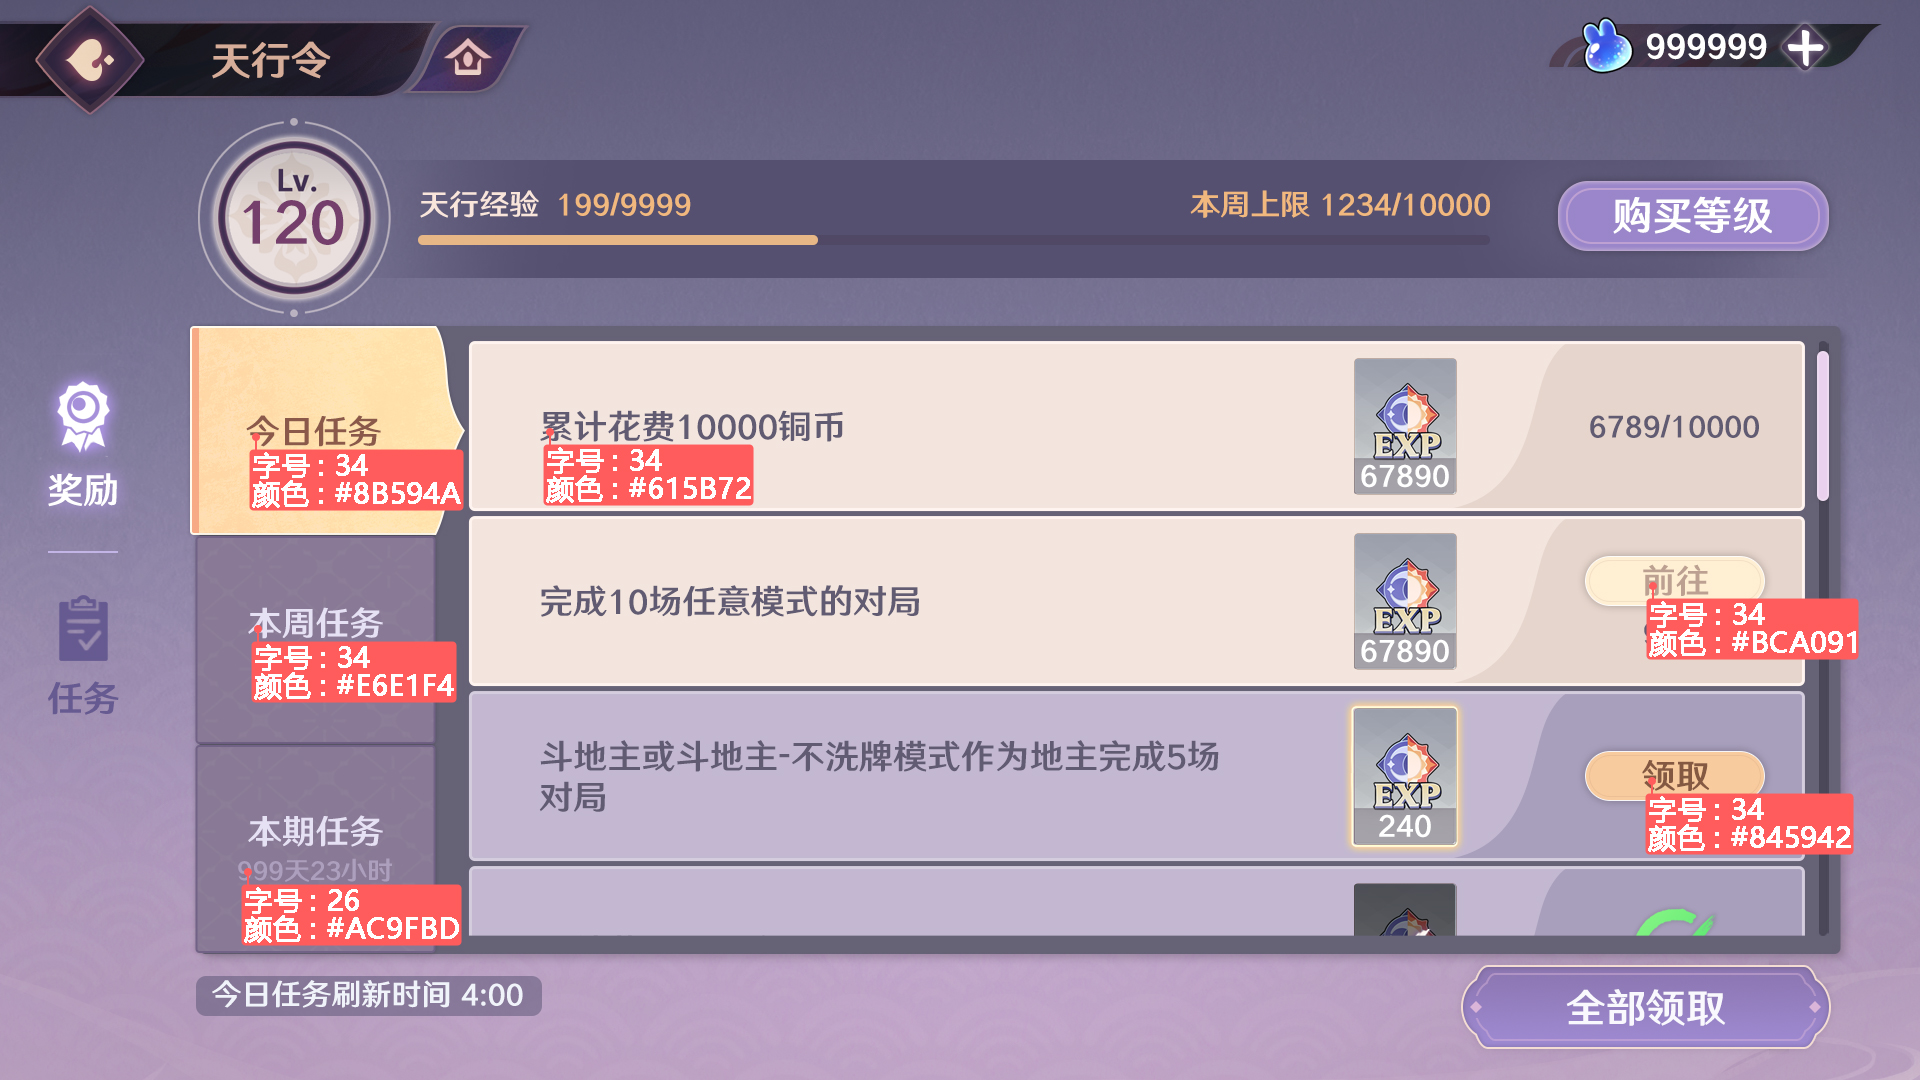 天行令
999999
Lv.
120
天行经验 199/9999
本周上限 1234/10000
购买等级
奖励
任务
今日任务
字号：34
颜色：#8B594A
本周任务
字号：34
颜色：#E6E1F4
本期任务
999天23小时
字号：26
颜色：#AC9FBD
累计花费10000铜币
字号：34
颜色：#615B72
EXP
67890
6789/10000
完成10场任意模式的对局
EXP
67890
前往
字号：34
颜色：#BCA091
斗地主或斗地主-不洗牌模式作为地主完成5场
对局
EXP
240
领取
字号：34
颜色：#845942
今日任务刷新时间 4:00
全部领取